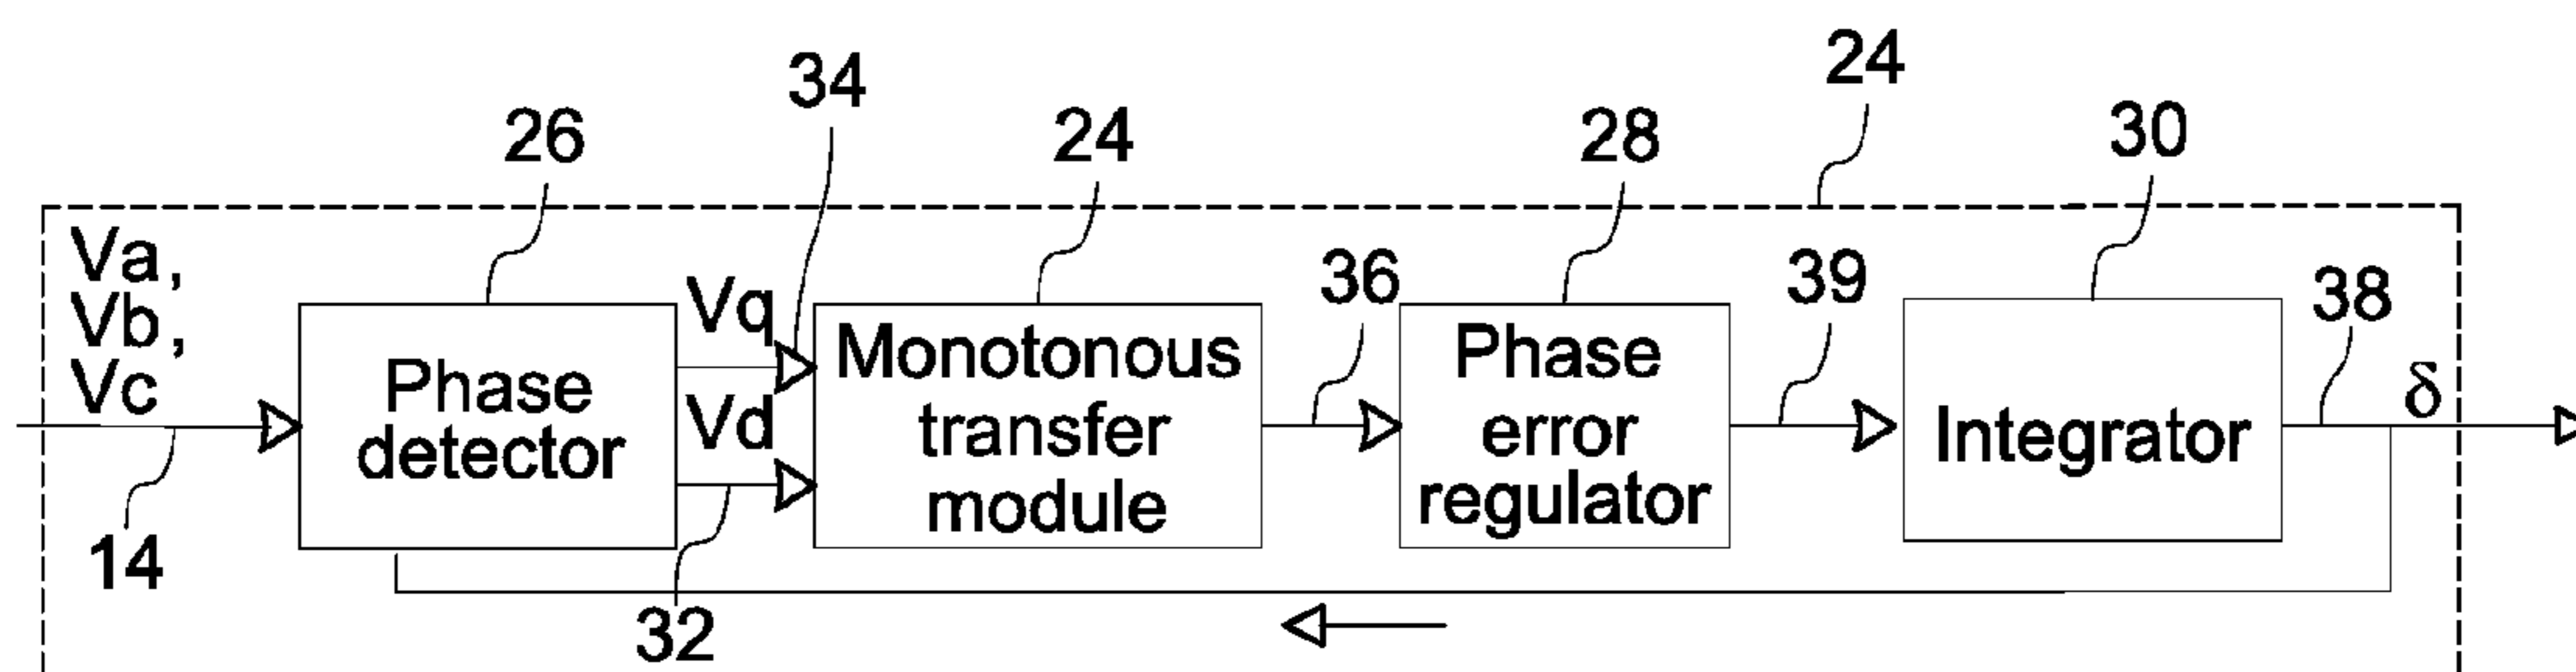 24
34
26
24
28
30
Va,
Vb,
Vc
Vq
Vd
36
39
38
δ
Phase
detector
Monotonous
transfer
module
Phase
error
regulator
Integrator
14
32